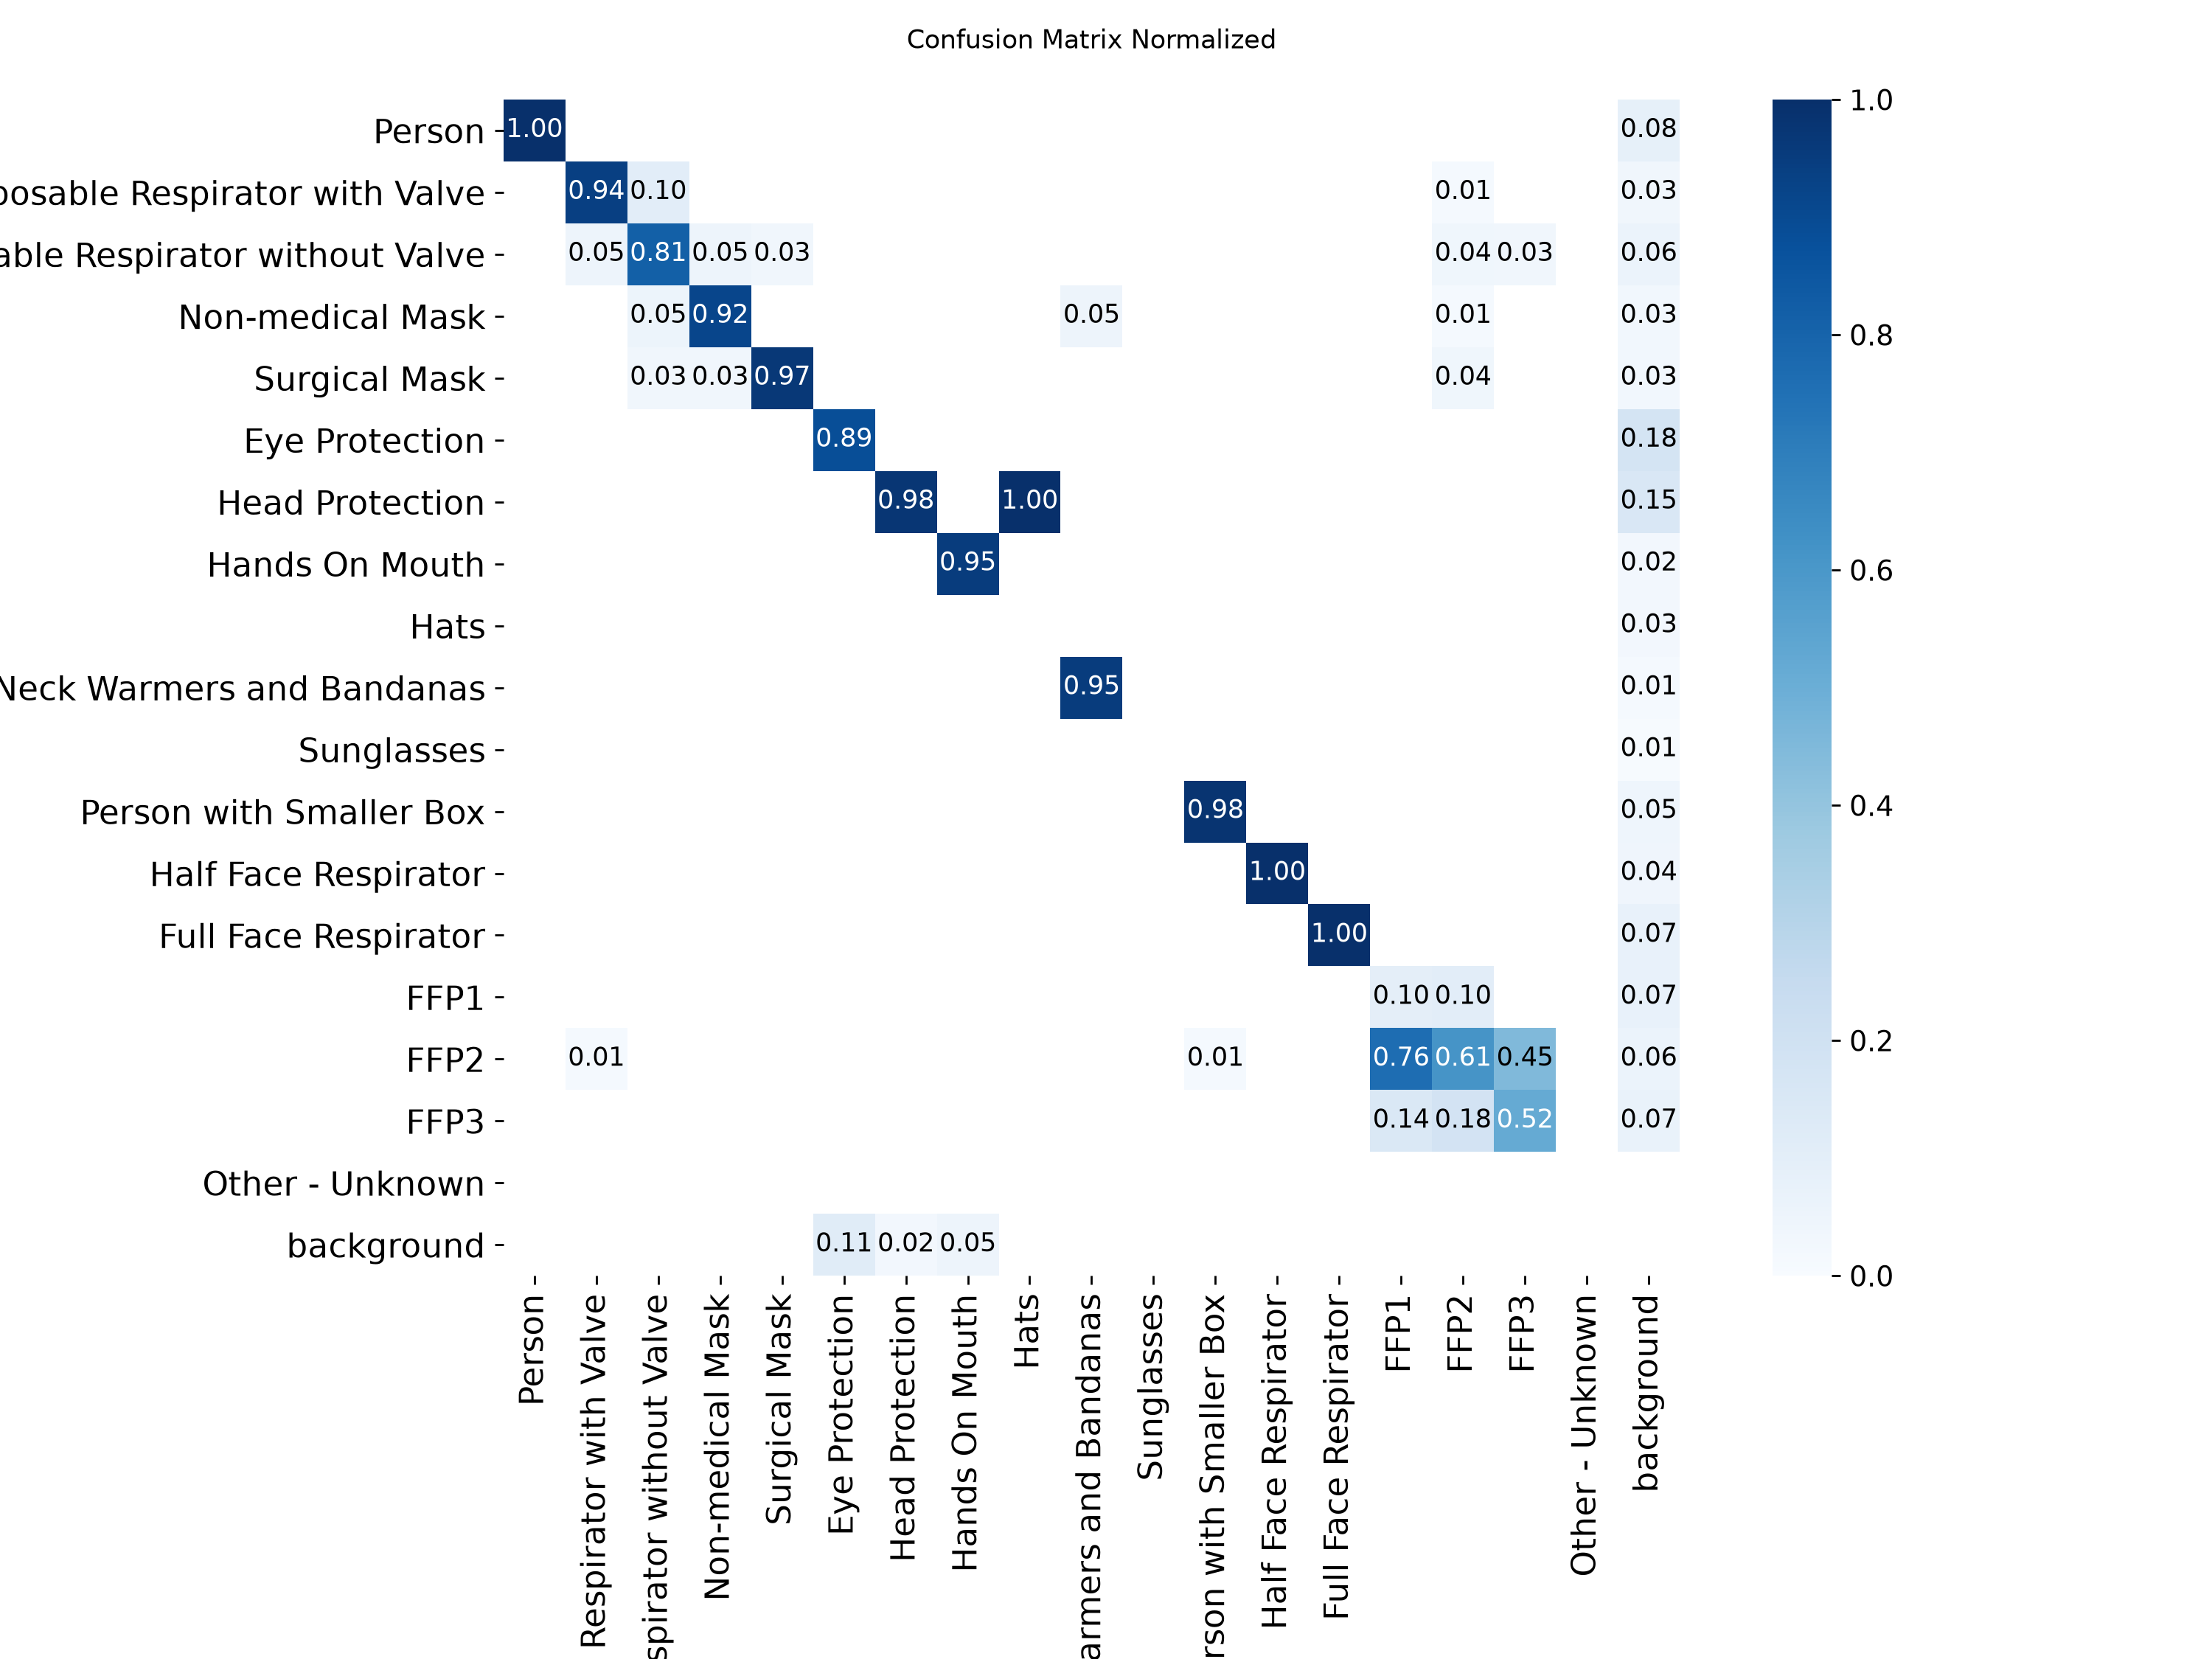 Confusion Matrix Normalized
Person 1.00 0.08 1.0
posable Respirator with Valve 0.94 0.10 0.01 0.03
able Respirator without Valve 0.05 0.81 0.05 0.03 0.04 0.03 0.06
Non-medical Mask 0.05 0.92 0.05 0.01 0.03 0.8
Surgical Mask 0.03 0.03 0.97 0.04 0.03
Eye Protection 0.89 0.18
Head Protection 0.98 1.00 0.15
Hands On Mouth 0.95 0.02 0.6
Hats 0.03
Neck Warmers and Bandanas 0.95 0.01
Sunglasses 0.01
Person with Smaller Box 0.98 0.05 0.4
Half Face Respirator 1.00 0.04
Full Face Respirator 1.00 0.07
FFP1 0.10 0.10 0.07
FFP2 0.01 0.01 0.76 0.61 0.45 0.06 0.2
FFP3 0.14 0.18 0.52 0.07
Other - Unknown
background 0.11 0.02 0.05 0.0
Person
Respirator with Valve
spirator without Valve
Non-medical Mask
Surgical Mask
Eye Protection
Head Protection
Hands On Mouth
Hats
armers and Bandanas
Sunglasses
rson with Smaller Box
Half Face Respirator
Full Face Respirator
FFP1
FFP2
FFP3
Other - Unknown
background